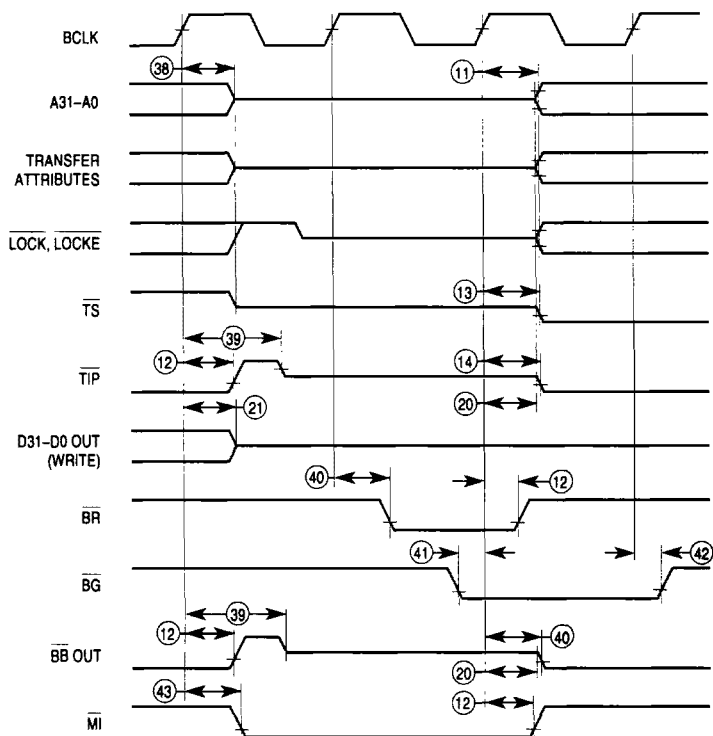 BCLK
38
11
A31–A0
TRANSFER
ATTRIBUTES
LOCK, LOCKE
13
TS
39
12
14
TIP
21
20
D31–D0 OUT
(WRITE)
40
12
BR
41
42
BG
39
12
40
BB OUT
20
43
12
MI